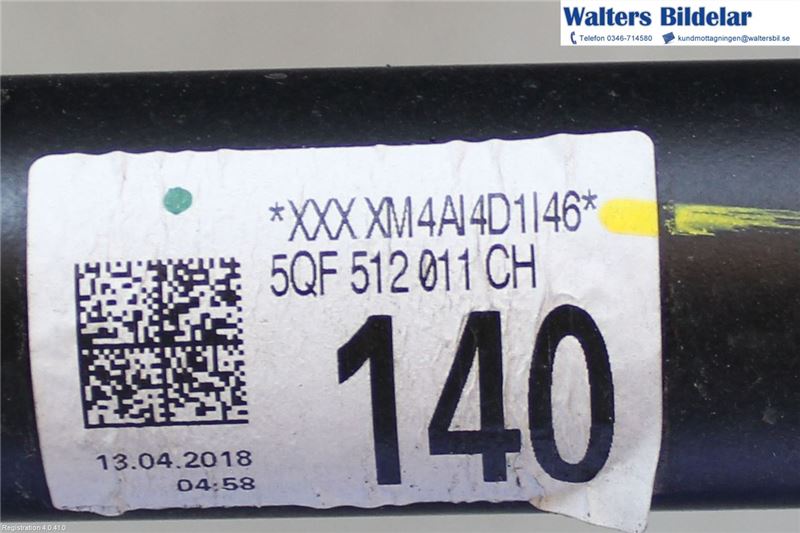 Walters Bildelar
Telefon 0346-714580 kundmottagningen@waltersbil.se
*XXX XM4AI4D1I46*
5QF 512 011 CH
140
13.04.2018
04:58
Registration 4.0.41.0